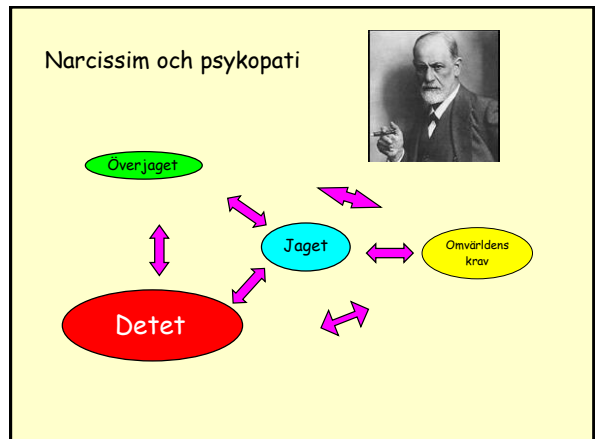 Narcissim och psykopati
Överjaget
Jaget
Omvärldens
krav
Detet